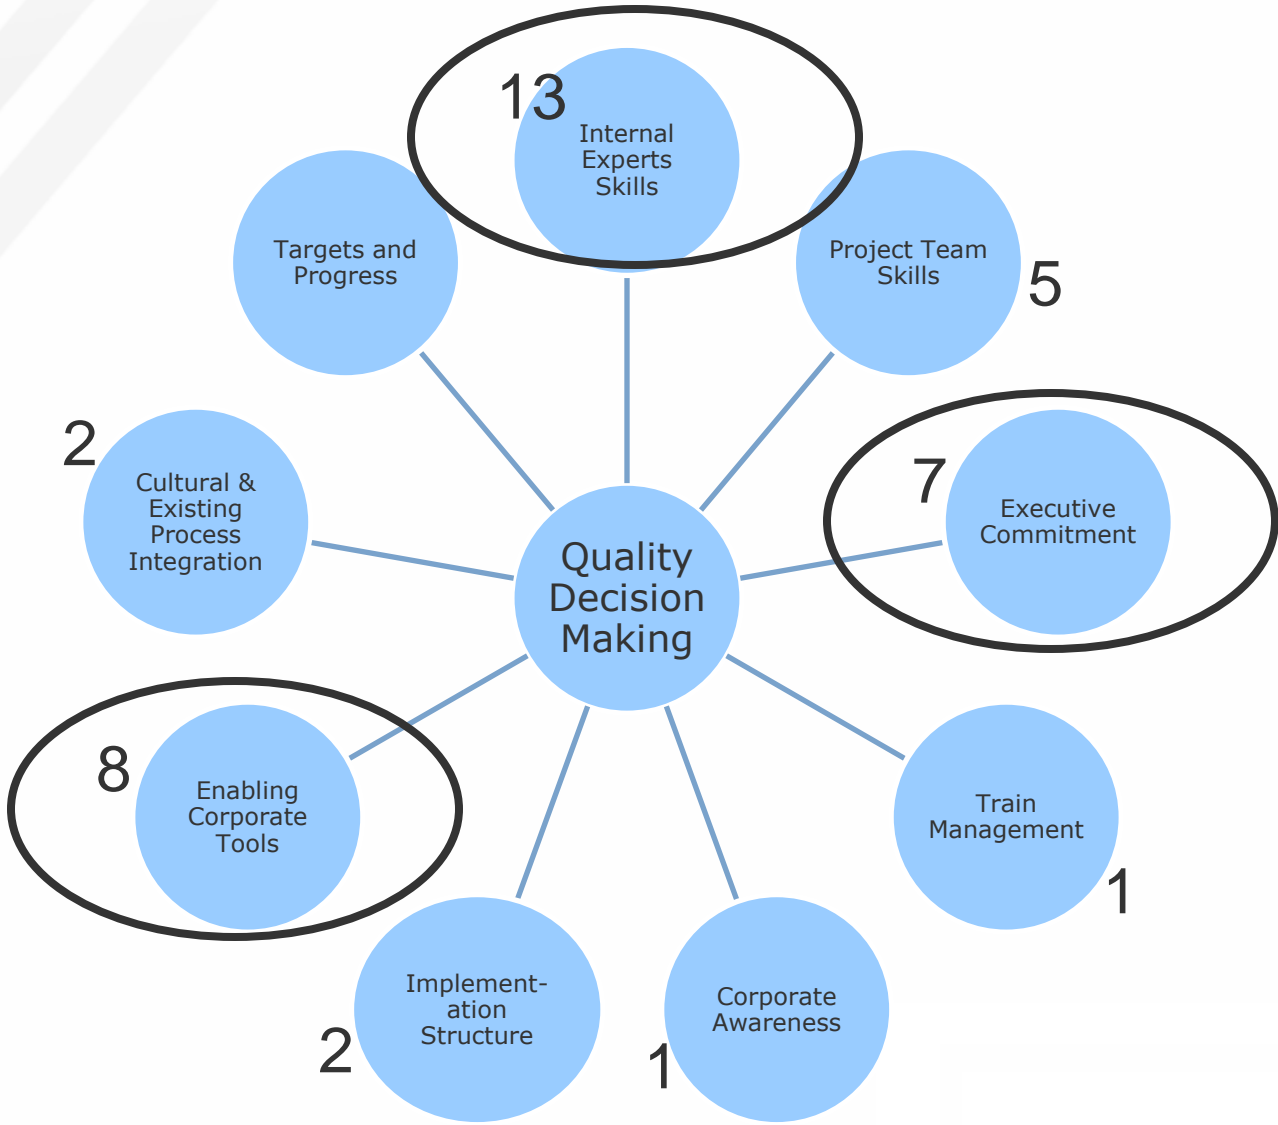 13
Internal
Experts
Skills
Targets and
Progress
Project Team
Skills
5
2
Cultural &
Existing
Process
Integration
7
Executive
Commitment
Quality
Decision
Making
8
Enabling
Corporate
Tools
Train
Management
1
Implement-
ation
Structure
2
Corporate
Awareness
1